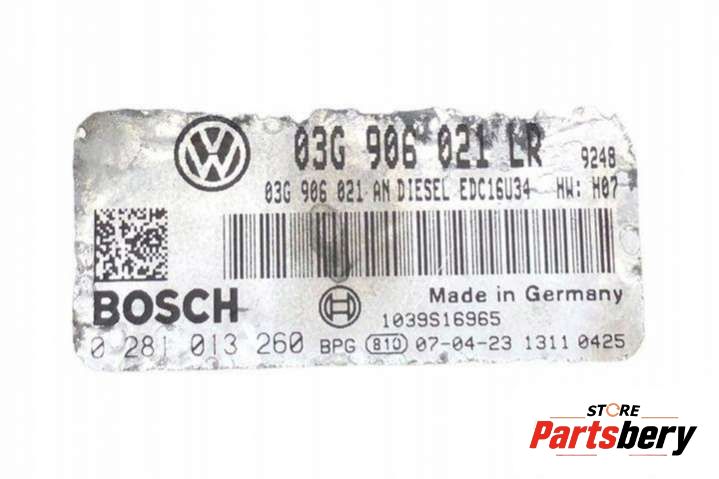 03G 906 021 LR 9248
03G 906 021 AN DIESEL EDC16U34 HW: H07
BOSCH
Made in Germany
1039S16965
0 281 013 260 BPG 810 07-04-23 1311 0425
STORE
Partsbery